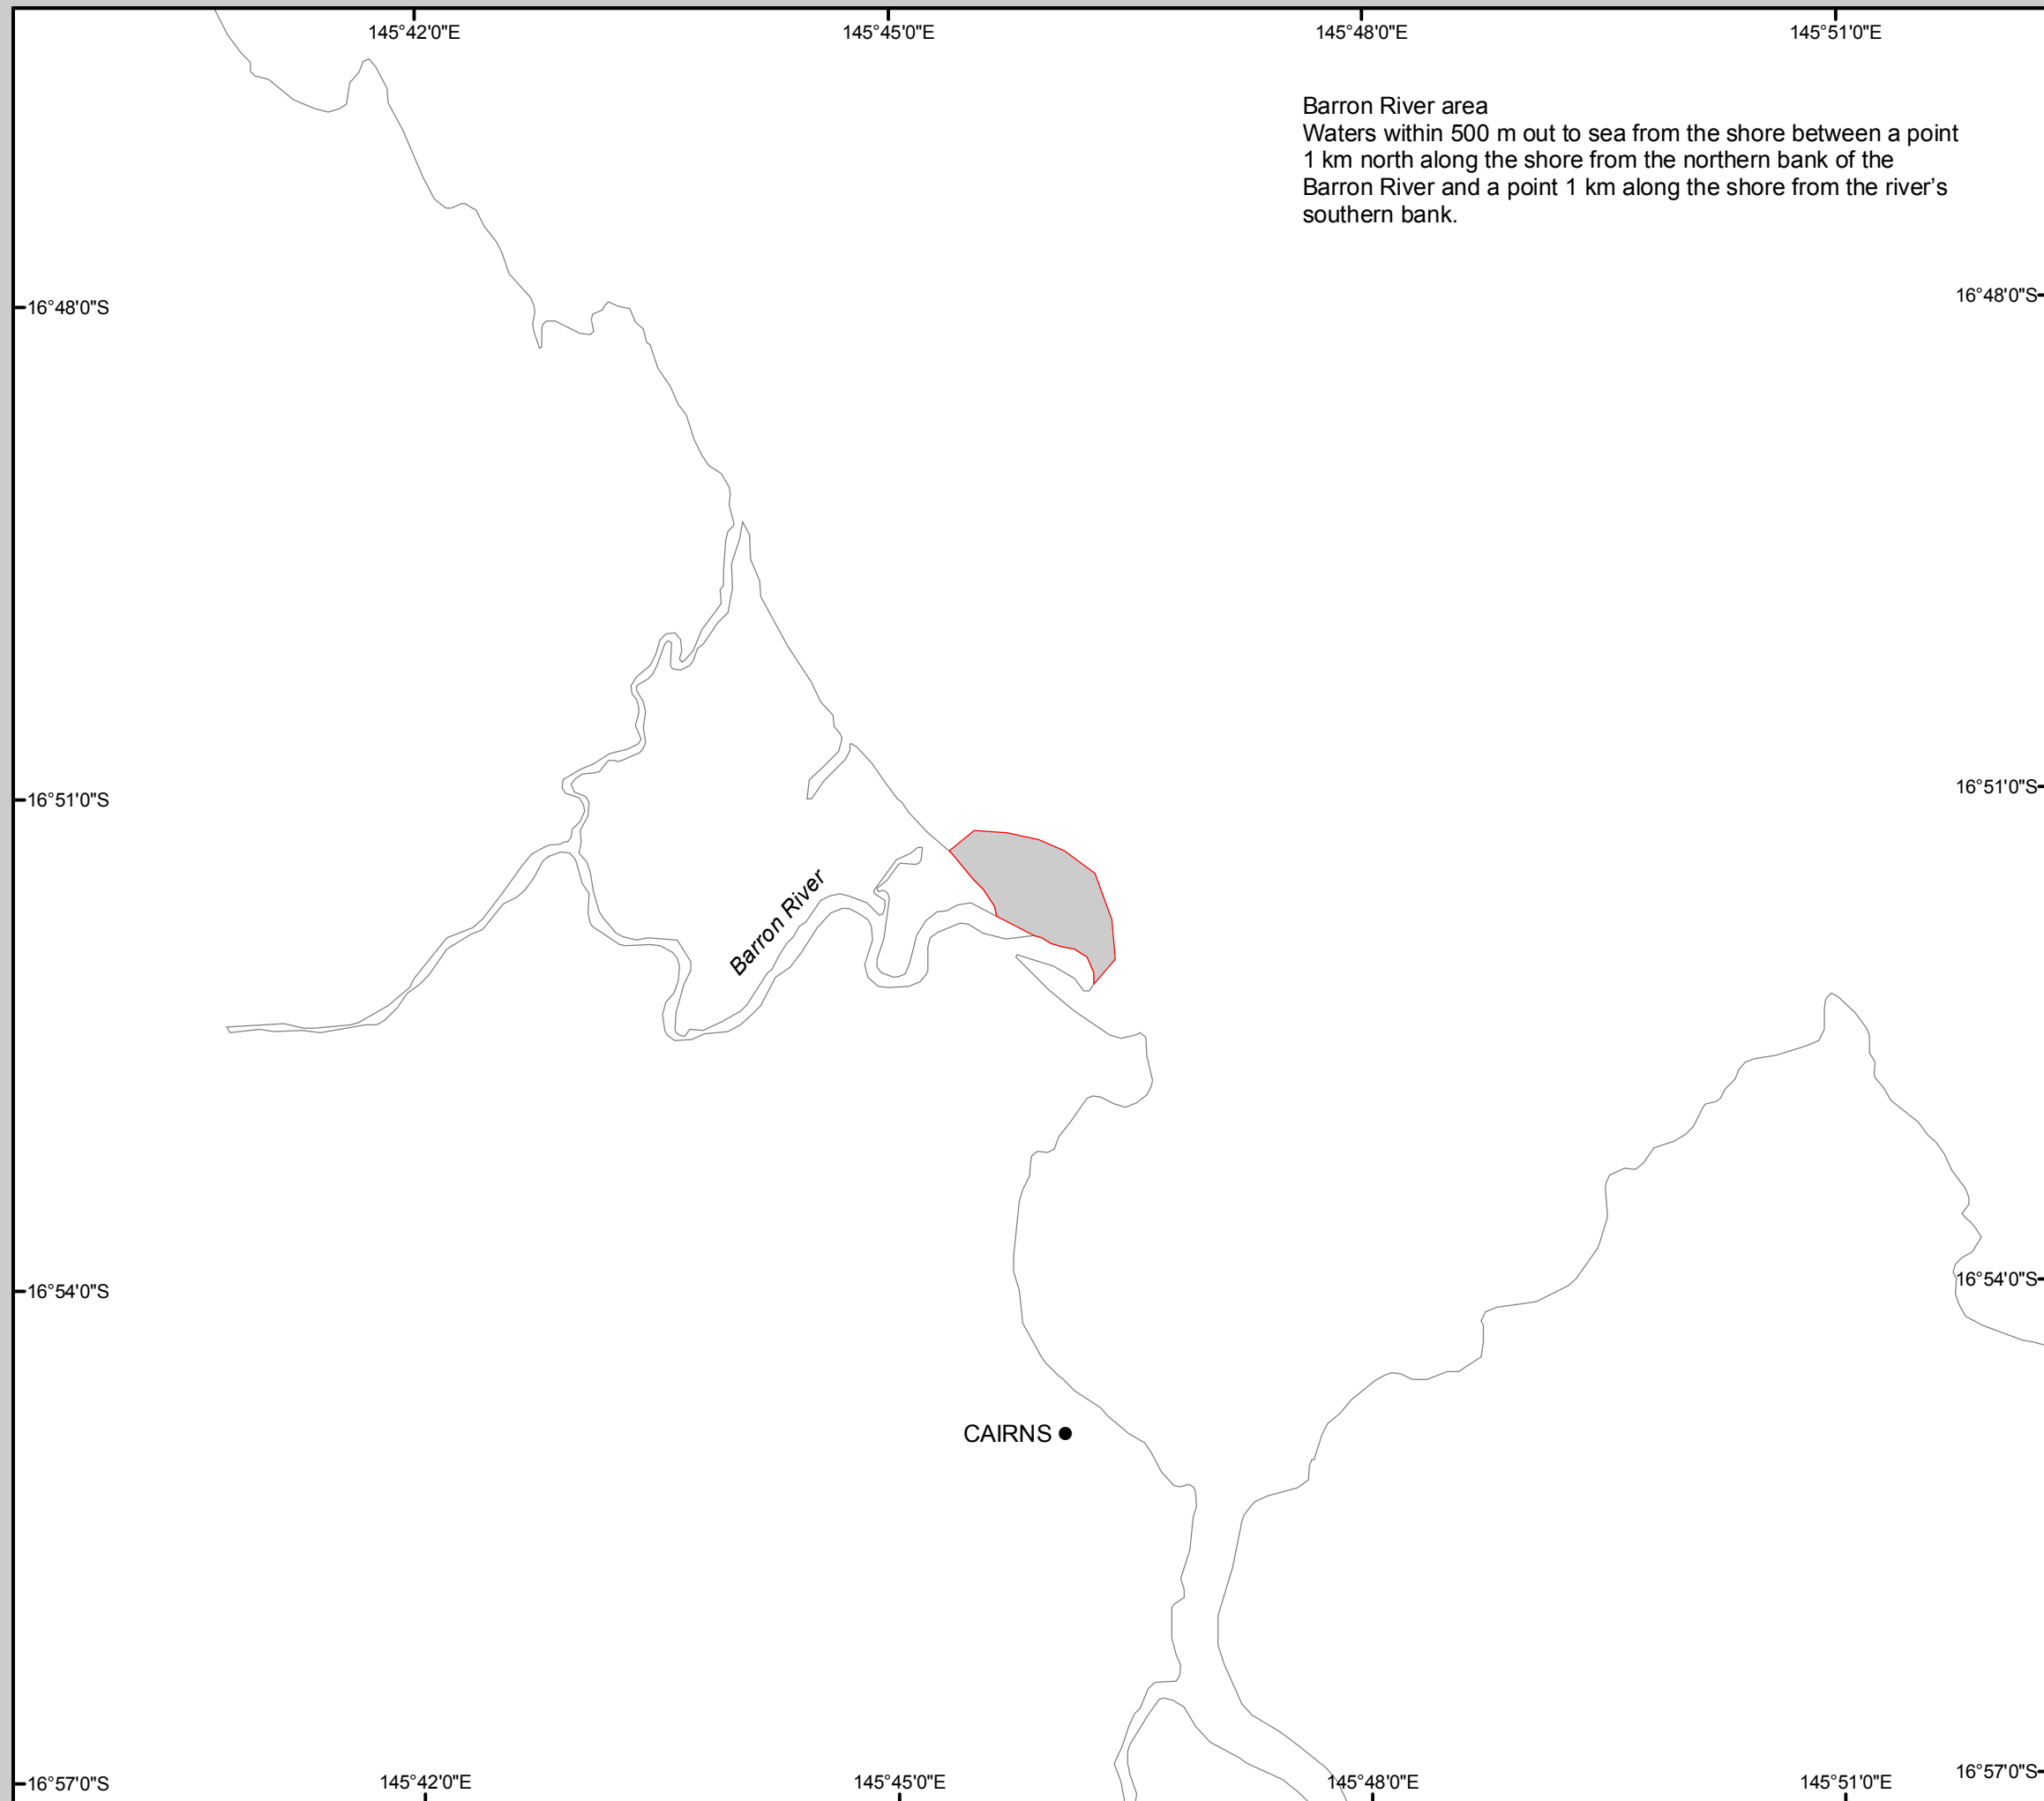 145°42'0"E
145°45'0"E
145°48'0"E
145°51'0"E
Barron River area
Waters within 500 m out to sea from the shore between a point
1 km north along the shore from the northern bank of the
Barron River and a point 1 km along the shore from the river’s
southern bank.
16°48'0"S
16°48'0"S
16°51'0"S
16°51'0"S
Barron River
16°54'0"S
16°54'0"S
CAIRNS
16°57'0"S
16°57'0"S
145°42'0"E
145°45'0"E
145°48'0"E
145°51'0"E